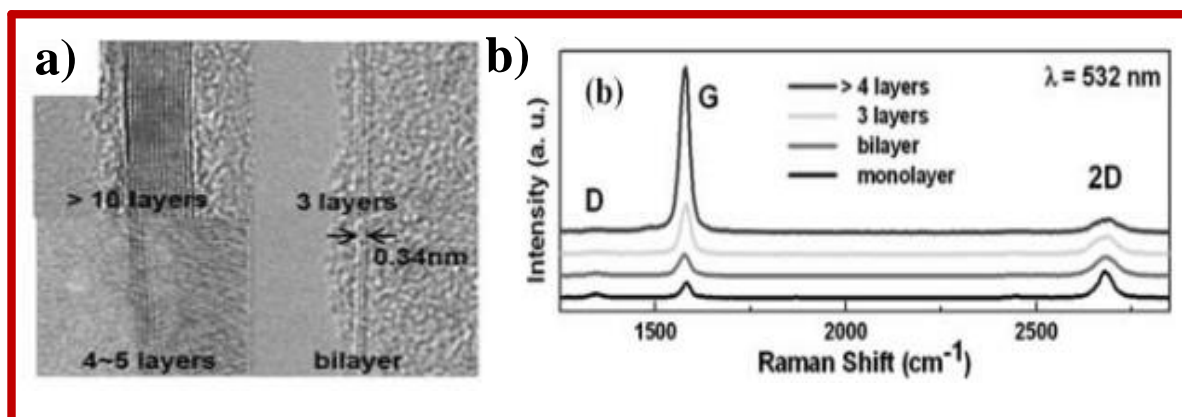 a)
> 10 layers
3 layers
0.34nm
4~5 layers
bilayer
b)
(b)
G
> 4 layers
3 layers
bilayer
monolayer
λ = 532 nm
D
2D
Intensity (a. u.)
1500
2000
2500
Raman Shift (cm⁻¹)